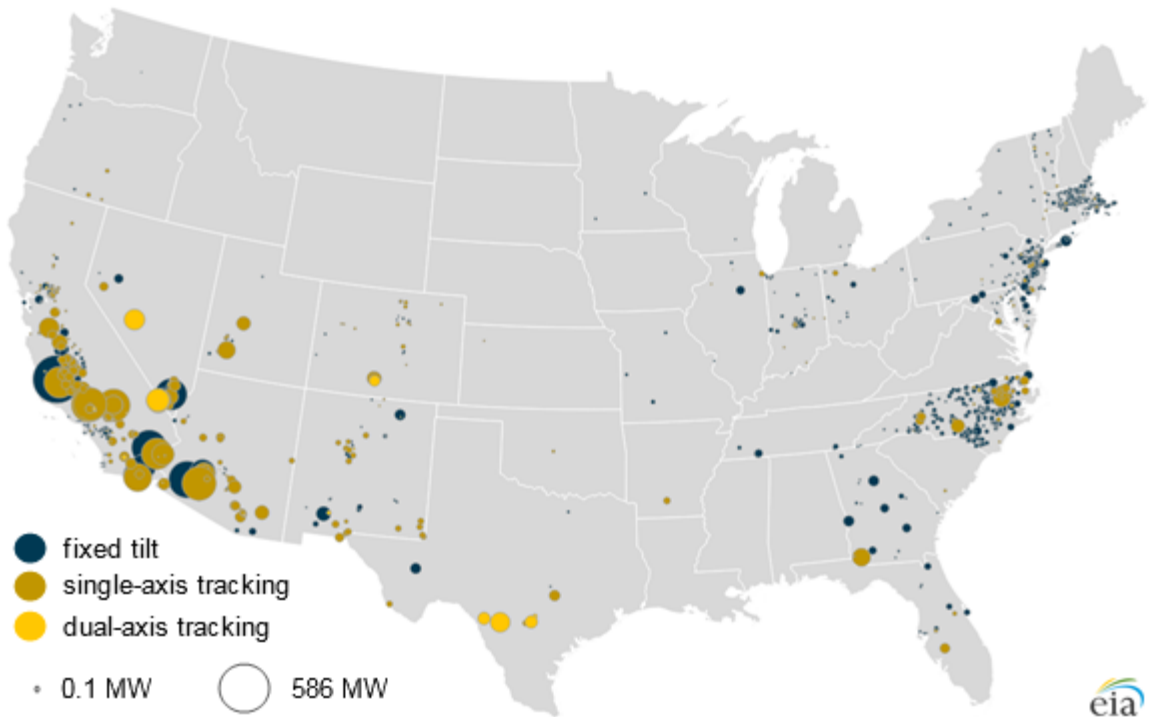 fixed tilt
single-axis tracking
dual-axis tracking
0.1 MW 586 MW
eia